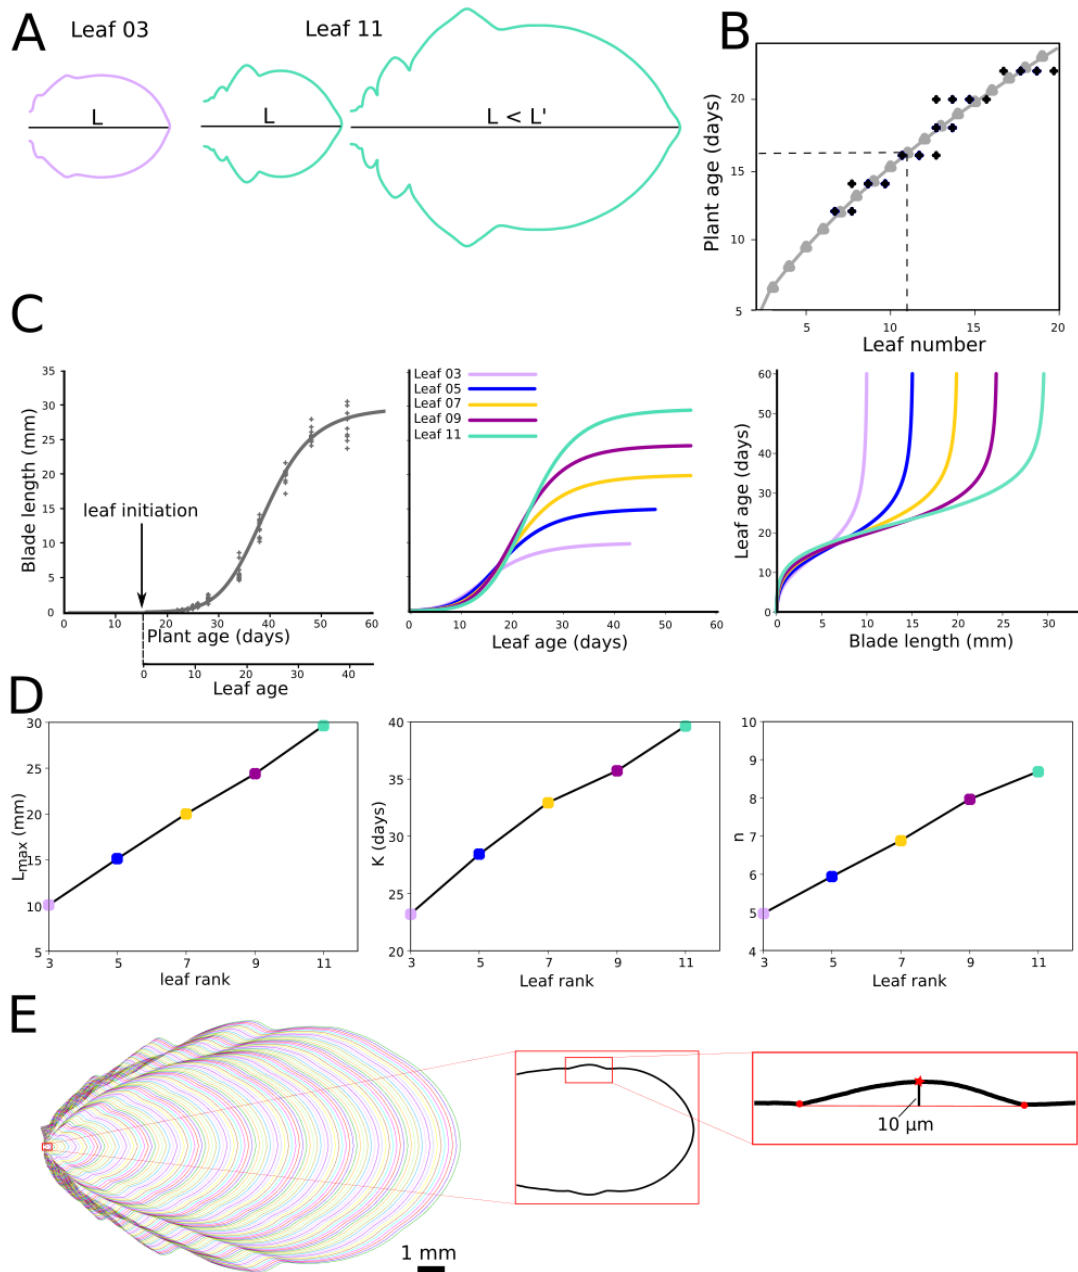 A
Leaf 03
Leaf 11
L
L
L < L'
B
Plant age (days)
20
15
10
5
5
10
15
20
Leaf number
C
Blade length (mm)
35
30
25
20
15
10
5
0
leaf initiation
0
10
20
30
40
50
60
Plant age (days)
0
10
20
30
40
Leaf age
Leaf 03
Leaf 05
Leaf 07
Leaf 09
Leaf 11
0
10
20
30
40
50
60
Leaf age (days)
Leaf age (days)
60
50
40
30
20
10
0
0
5
10
15
20
25
30
Blade length (mm)
D
Lmax (mm)
30
25
20
15
10
5
3
5
7
9
11
leaf rank
K (days)
40
35
30
25
20
3
5
7
9
11
Leaf rank
n
10
9
8
7
6
5
4
3
5
7
9
11
Leaf rank
E
1 mm
10 µm